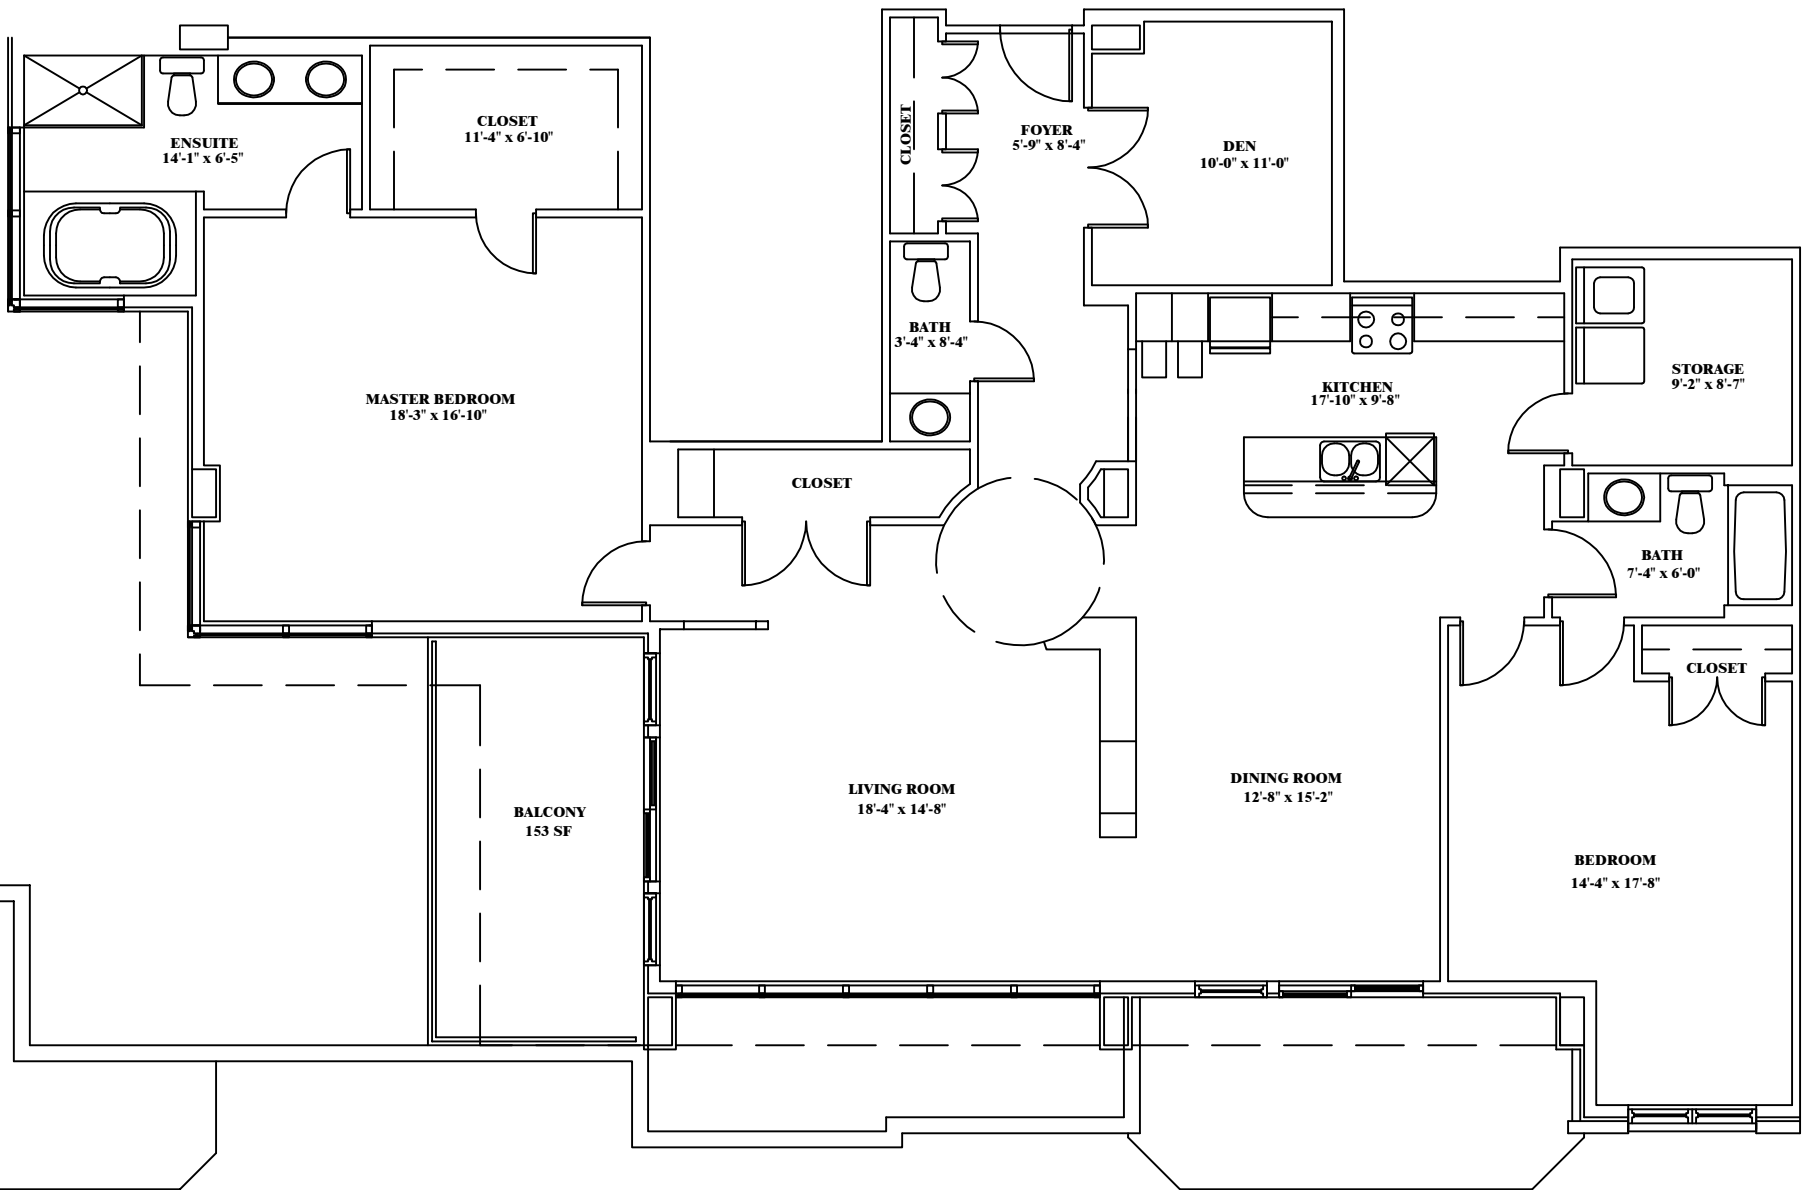 ENSUITE
14'-1" x 6'-5"
CLOSET
11'-4" x 6'-10"
CLOSET
FOYER
5'-9" x 8'-4"
DEN
10'-0" x 11'-0"
BATH
3'-4" x 8'-4"
MASTER BEDROOM
18'-3" x 16'-10"
KITCHEN
17'-10" x 9'-8"
STORAGE
9'-2" x 8'-7"
CLOSET
BATH
7'-4" x 6'-0"
CLOSET
BALCONY
153 SF
LIVING ROOM
18'-4" x 14'-8"
DINING ROOM
12'-8" x 15'-2"
BEDROOM
14'-4" x 17'-8"